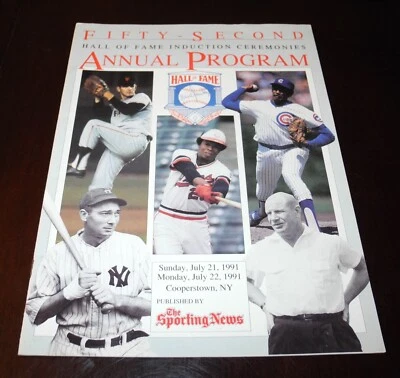 FIFTY-SECOND
HALL OF FAME INDUCTION CEREMONIES
ANNUAL PROGRAM
HALL of FAME
Sunday, July 21, 1991
Monday, July 22, 1991
Cooperstown, NY
PUBLISHED BY
The
Sporting News